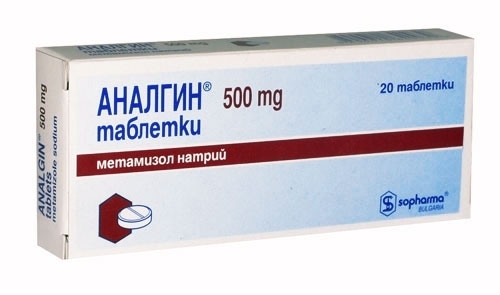 АНАЛГИН® 500 mg
таблетки
20 таблетки
метамизол натрий
sopharma®
BULGARIA
ANALGIN® 500 mg
tablets
metamizole sodium